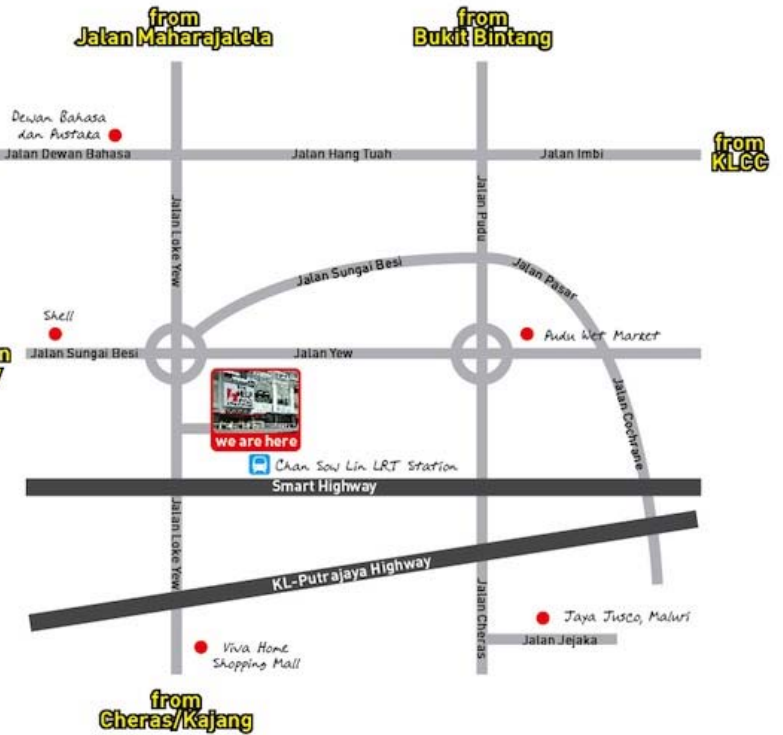 from
Jalan Maharajalela
from
Bukit Bintang
Dewan Bahasa
dan Pustaka
Jalan Dewan Bahasa
Jalan Hang Tuah
Jalan Imbi
from
KLCC
Jalan Loke Yew
Jalan Pudu
Jalan Sungai Besi
Jalan Pasar
Shell
Jalan Sungai Besi
Jalan Yew
Pudu Wet Market
HELP
we are here
Jalan Cochrane
Chan Sow Lin LRT Station
Smart Highway
Jalan Loke Yew
KL-Putrajaya Highway
Jalan Cheras
Jaya Jusco, Maluri
Jalan Jejaka
Viva Home
Shopping Mall
from
Cheras/Kajang